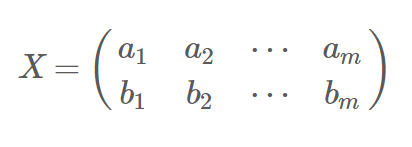 X = ( a₁ a₂ ⋯ aₘ
b₁ b₂ ⋯ bₘ )